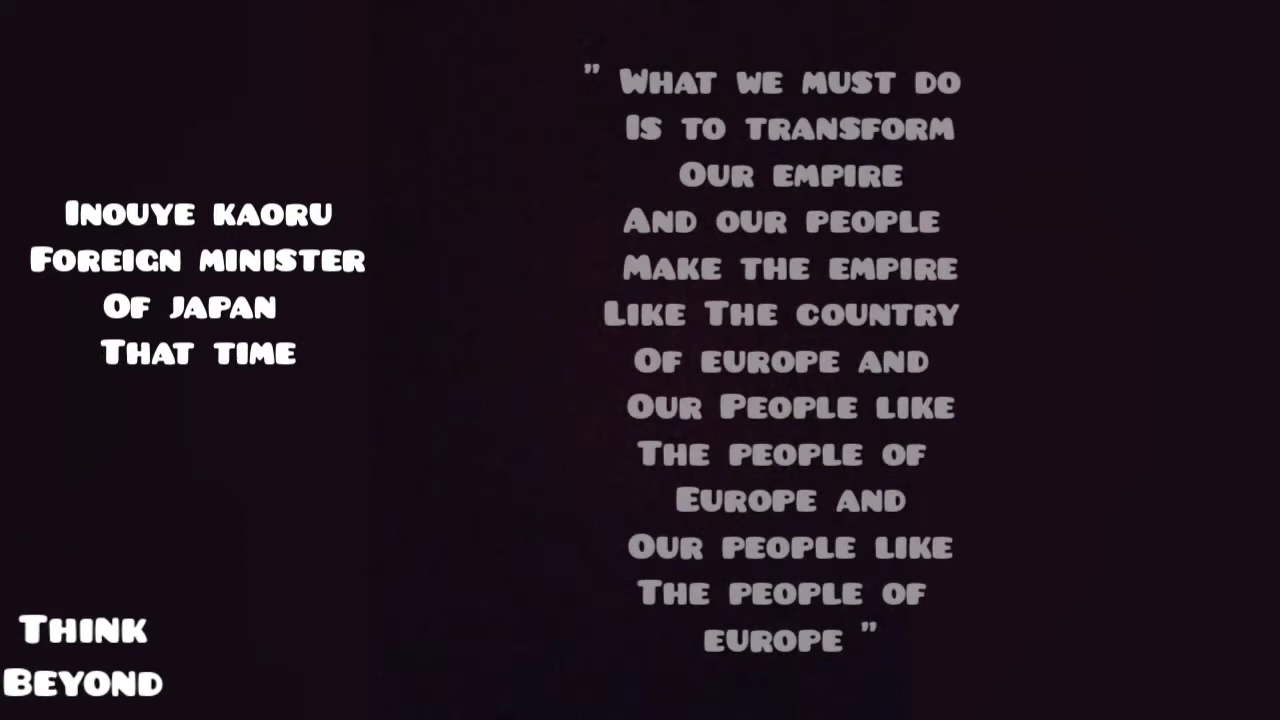 Inouye kaoru
Foreign minister
Of japan
That time
" What we must do
Is to transform
Our empire
And our people
Make the empire
Like The country
Of europe and
Our People like
The people of
Europe and
Our people like
The people of
europe "
Think
Beyond